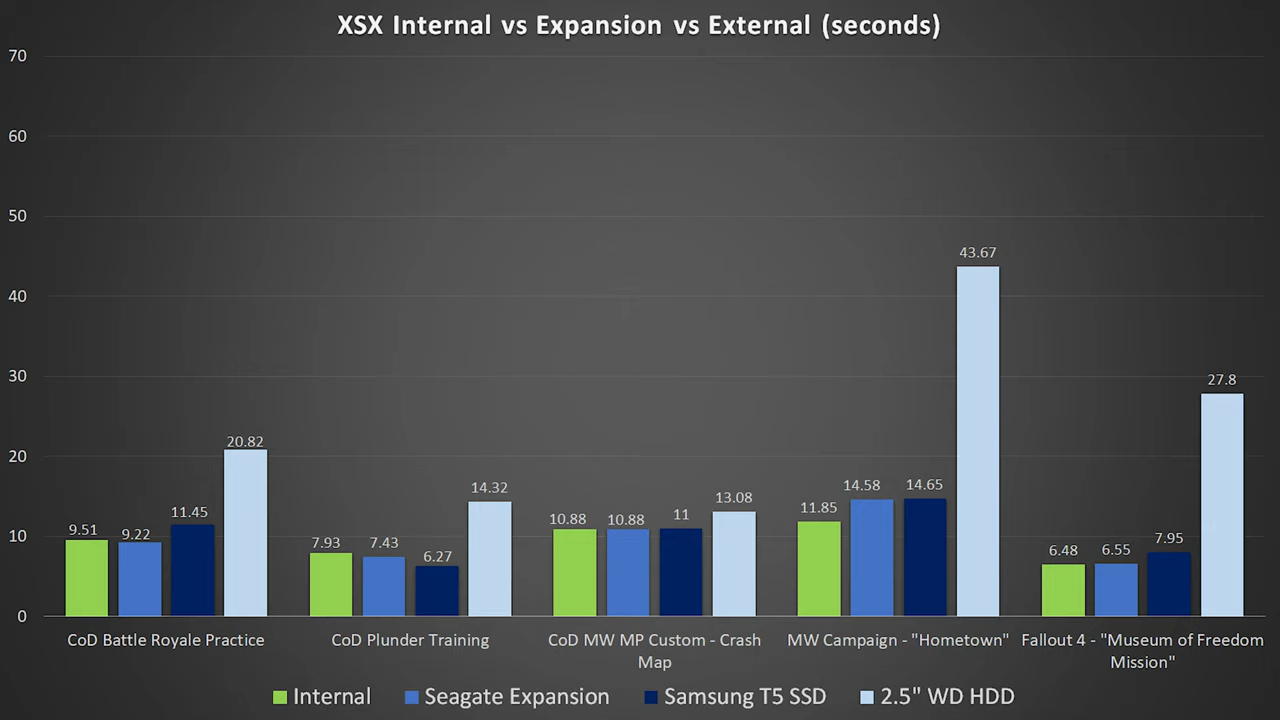 XSX Internal vs Expansion vs External (seconds)
70
60
50
40
30
20
10
0
9.51
9.22
11.45
20.82
7.93
7.43
6.27
14.32
10.88
10.88
11
13.08
11.85
14.58
14.65
43.67
6.48
6.55
7.95
27.8
CoD Battle Royale Practice
CoD Plunder Training
CoD MW MP Custom - Crash
Map
MW Campaign - "Hometown"
Fallout 4 - "Museum of Freedom
Mission"
Internal
Seagate Expansion
Samsung T5 SSD
2.5" WD HDD